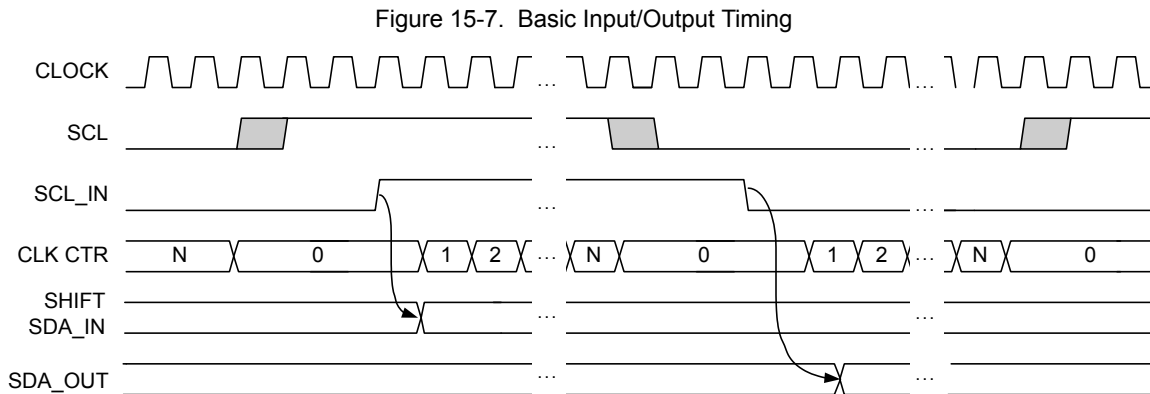 Figure 15-7. Basic Input/Output Timing
CLOCK ... ...
SCL ... ...
SCL_IN ... ...
CLK CTR N 0 1 2 ... N 0 1 2 ... N 0
SHIFT
SDA_IN ... ...
SDA_OUT ... ...